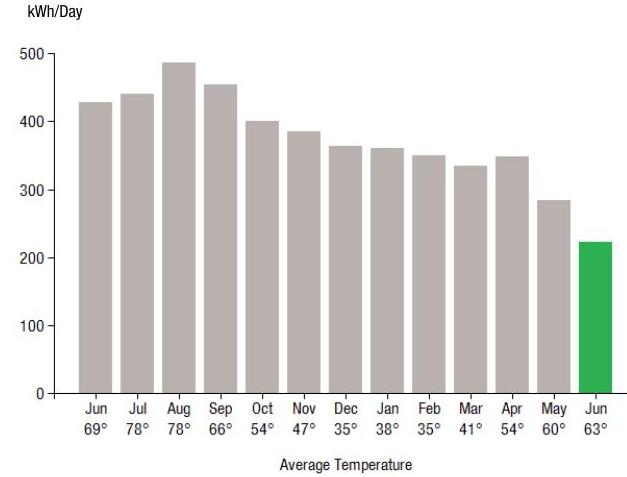 kWh/Day
500
400
300
200
100
0
Jun Jul Aug Sep Oct Nov Dec Jan Feb Mar Apr May Jun
69° 78° 78° 66° 54° 47° 35° 38° 35° 41° 54° 60° 63°
Average Temperature